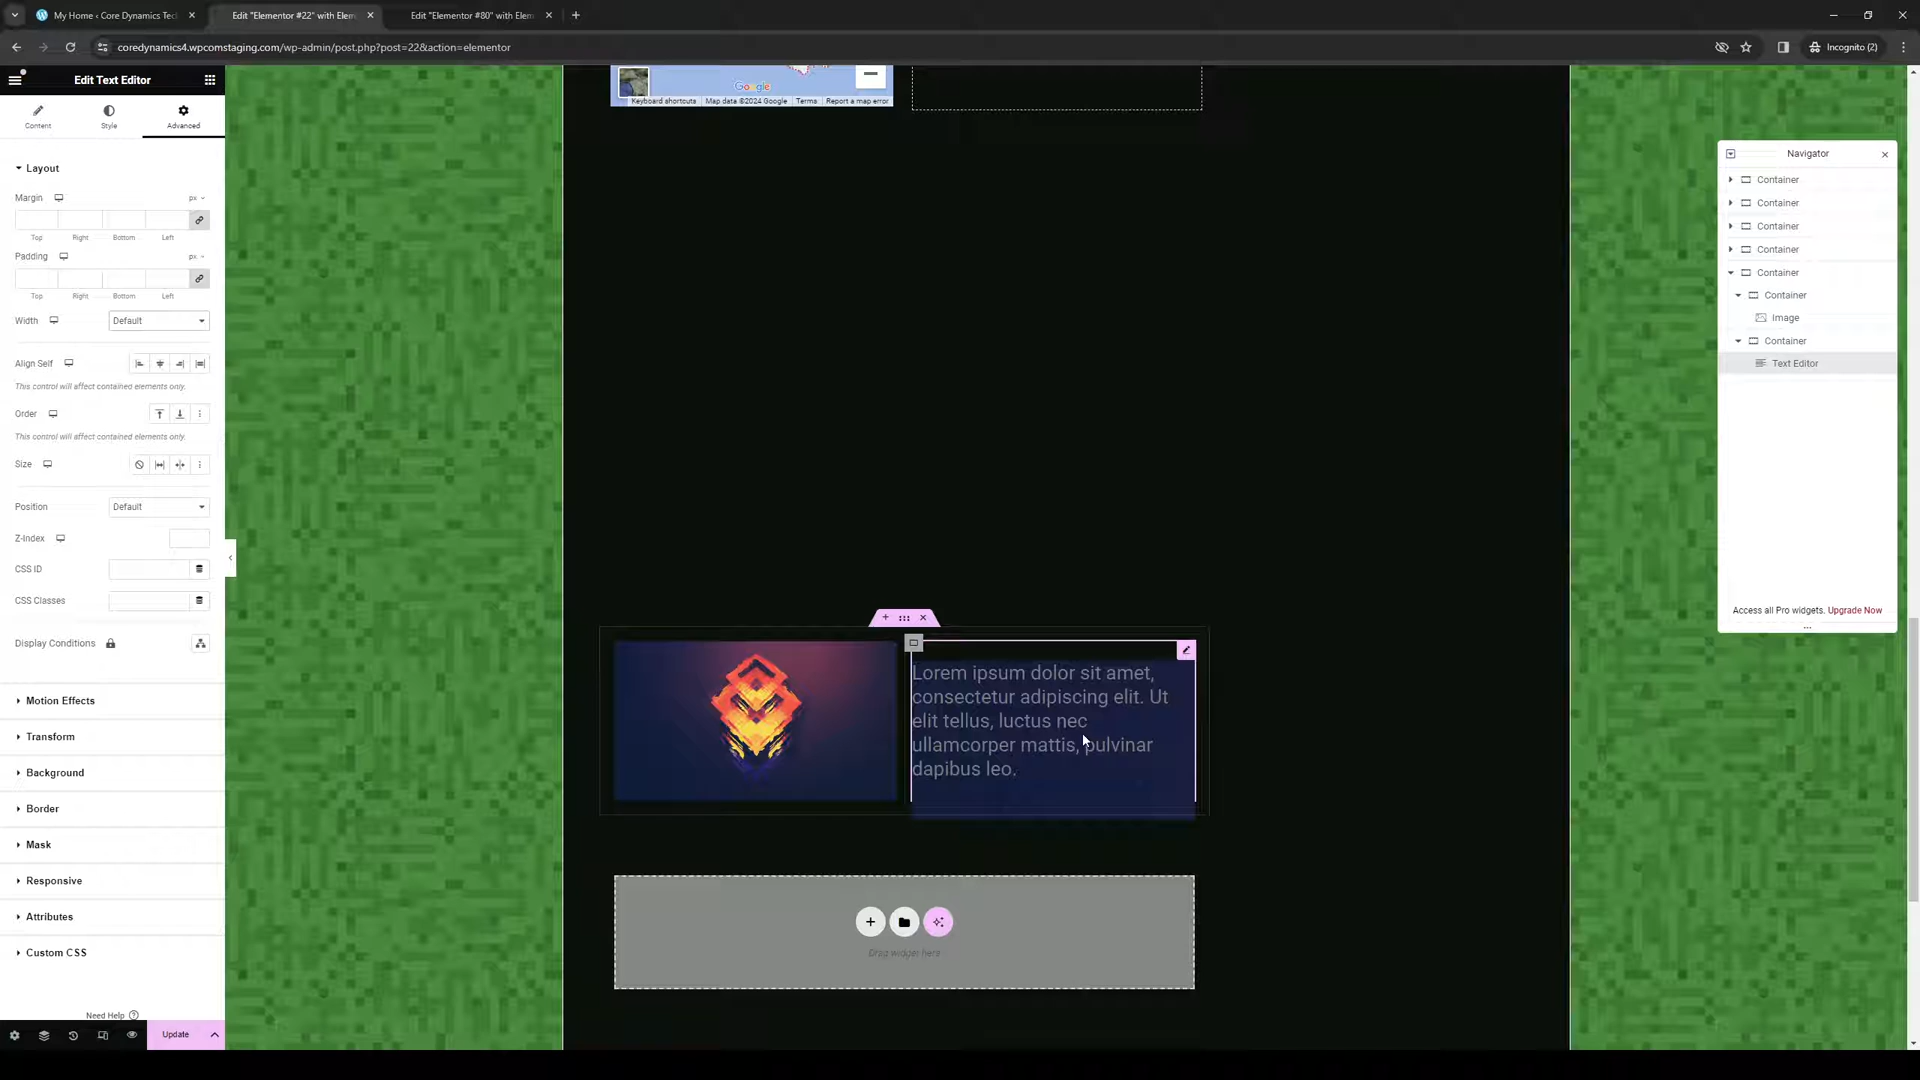 My Home ‹ Core Dynamics Tec
Edit "Elementor #22" with Elem
Edit "Elementor #80" with Elem
coredynamics4.wpcomstaging.com/wp-admin/post.php?post=22&action=elementor
Incognito (2)
Edit Text Editor
Content
Style
Advanced
Layout
Margin
px
Top
Right
Bottom
Left
Padding
px
Top
Right
Bottom
Left
Width
Default
Align Self
This control will affect contained elements only.
Order
This control will affect contained elements only.
Size
Position
Default
Z-Index
CSS ID
CSS Classes
Display Conditions
Motion Effects
Transform
Background
Border
Mask
Responsive
Attributes
Custom CSS
Need Help
Update
Google
Keyboard shortcuts
Map data ©2024 Google
Terms
Report a map error
Lorem ipsum dolor sit amet,
consectetur adipiscing elit. Ut
elit tellus, luctus nec
ullamcorper mattis, pulvinar
dapibus leo.
Drag widget here
Navigator
Container
Container
Container
Container
Container
Container
Image
Container
Text Editor
Access all Pro widgets. Upgrade Now